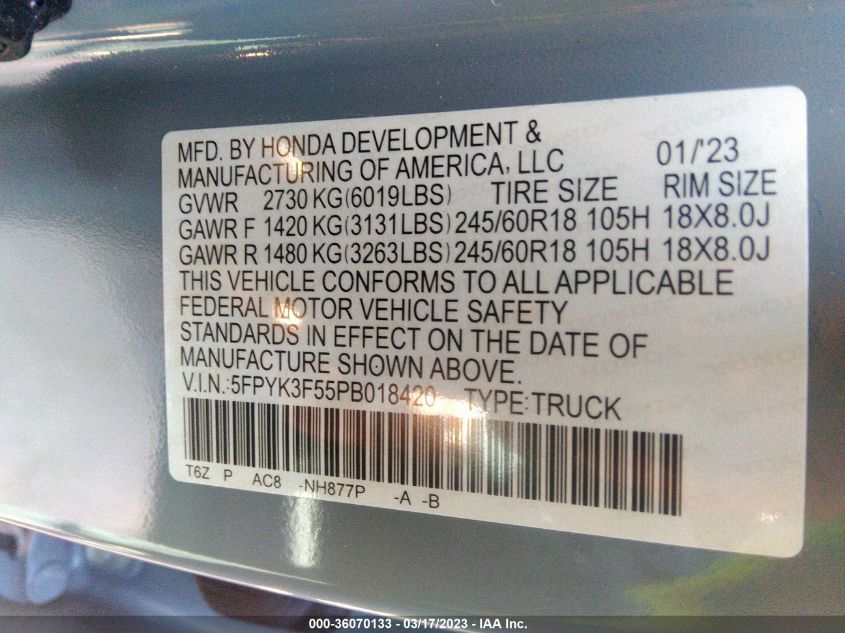 MFD. BY HONDA DEVELOPMENT &
MANUFACTURING OF AMERICA, LLC 01/'23
GVWR 2730 KG(6019LBS) TIRE SIZE RIM SIZE
GAWR F 1420 KG(3131LBS) 245/60R18 105H 18X8.0J
GAWR R 1480 KG(3263LBS) 245/60R18 105H 18X8.0J
THIS VEHICLE CONFORMS TO ALL APPLICABLE
FEDERAL MOTOR VEHICLE SAFETY
STANDARDS IN EFFECT ON THE DATE OF
MANUFACTURE SHOWN ABOVE.
V.I.N.:5FPYK3F55PB018420 TYPE:TRUCK
T6Z P AC8 -NH877P -A -B
000-36070133 - 03/17/2023 - IAA Inc.